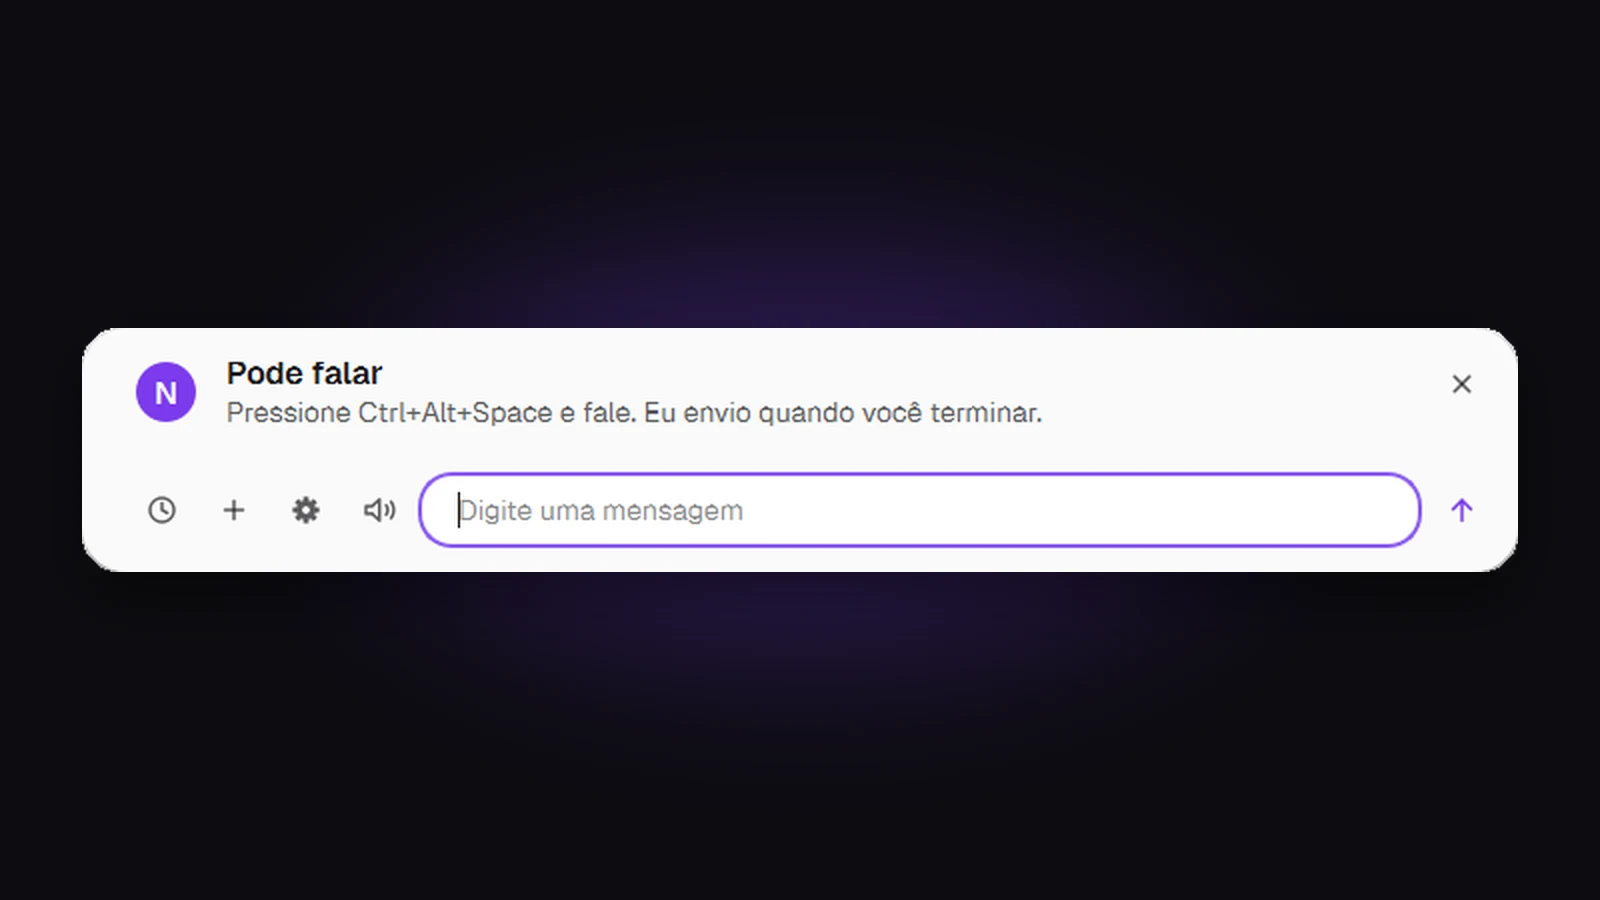 N
Pode falar
Pressione Ctrl+Alt+Space e fale. Eu envio quando você terminar.
Digite uma mensagem